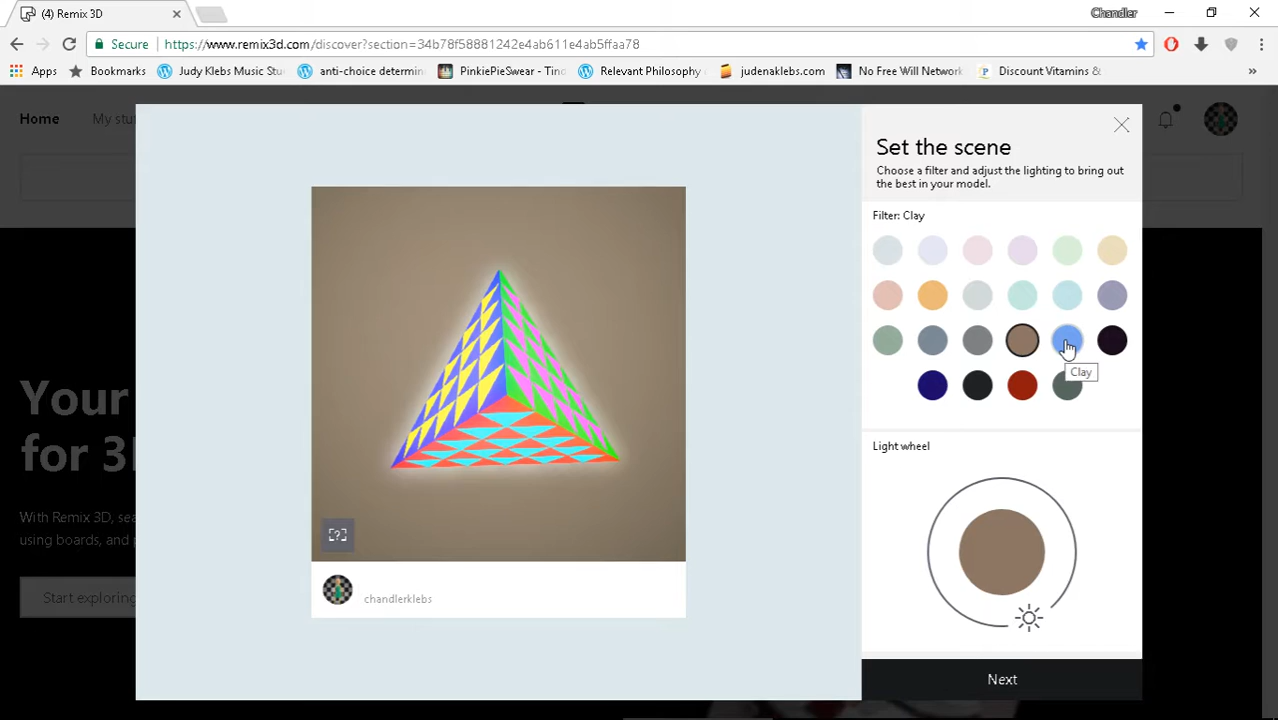 (4) Remix 3D
Chandler
Secure
https://www.remix3d.com/discover?section=34b78f58881242e4ab611e4ab5ffaa78
Apps
Bookmarks
Judy Klebs Music Stu
anti-choice determin
PinkiePieSwear - Tind
Relevant Philosophy
judenaklebs.com
No Free Will Network
Discount Vitamins &
»
Home
My stu
Set the scene
Choose a filter and adjust the lighting to bring out
the best in your model.
Filter: Clay
Clay
Your
for 3
With Remix 3D, sea
using boards, and p
Start exploring
[?]
chandlerklebs
Light wheel
Next